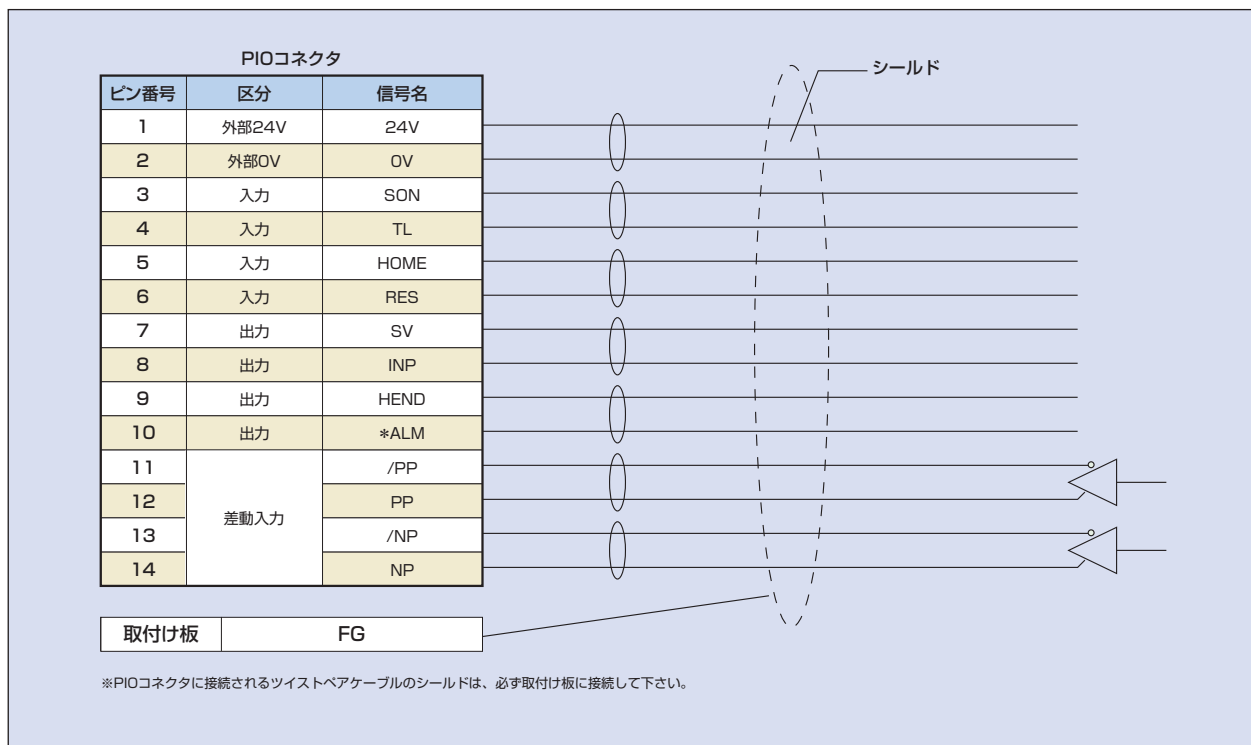 PIOコネクタ
シールド
ピン番号 区分 信号名
1 外部24V 24V
2 外部0V 0V
3 入力 SON
4 入力 TL
5 入力 HOME
6 入力 RES
7 出力 SV
8 出力 INP
9 出力 HEND
10 出力 *ALM
11 差動入力 /PP
12 PP
13 /NP
14 NP
取付け板 FG
※PIOコネクタに接続されるツイストペアケーブルのシールドは、必ず取付け板に接続して下さい。